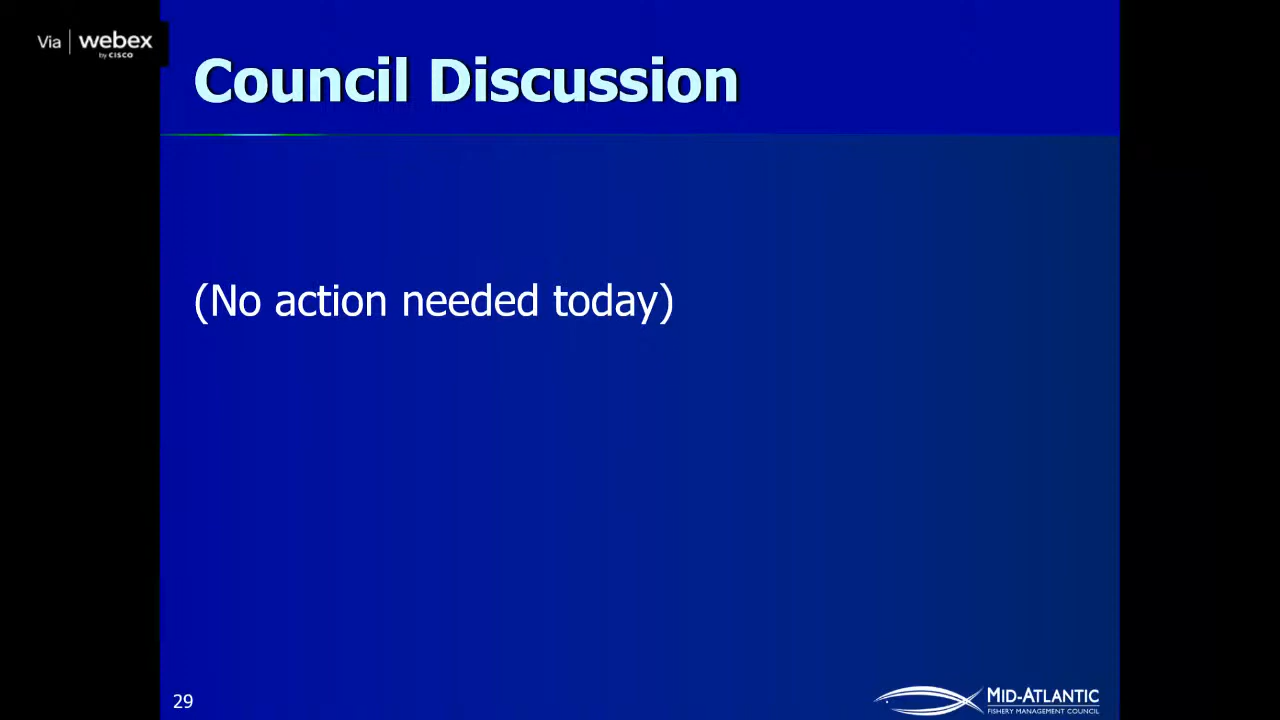 Via | webex
by CISCO
Council Discussion
(No action needed today)
29
MID-ATLANTIC
FISHERY MANAGEMENT COUNCIL